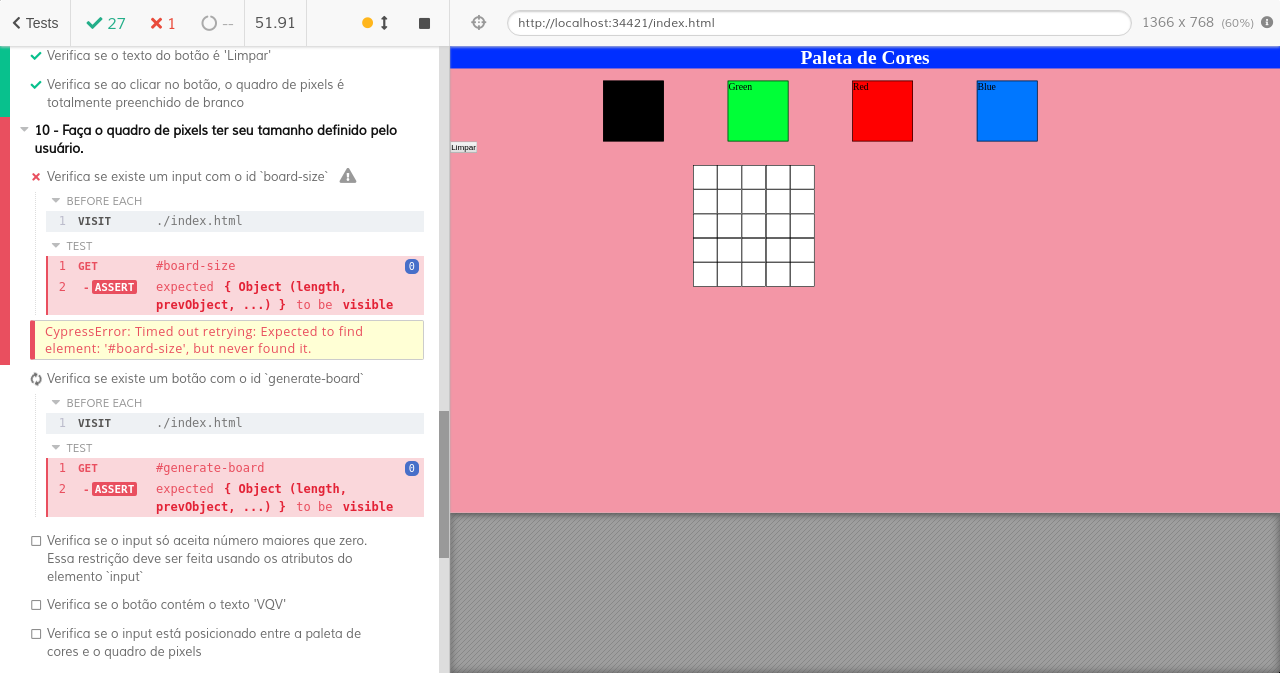 Tests
27
1
--
51.91
http://localhost:34421/index.html
1366 x 768 (60%)
Verifica se o texto do botão é 'Limpar'
Verifica se ao clicar no botão, o quadro de pixels é
totalmente preenchido de branco
10 - Faça o quadro de pixels ter seu tamanho definido pelo
usuário.
Verifica se existe um input com o id `board-size`
BEFORE EACH
1 VISIT ./index.html
TEST
1 GET #board-size 0
2 -ASSERT expected { Object (length,
prevObject, ...) } to be visible
CypressError: Timed out retrying: Expected to find
element: '#board-size', but never found it.
Verifica se existe um botão com o id `generate-board`
BEFORE EACH
1 VISIT ./index.html
TEST
1 GET #generate-board 0
2 -ASSERT expected { Object (length,
prevObject, ...) } to be visible
Verifica se o input só aceita número maiores que zero.
Essa restrição deve ser feita usando os atributos do
elemento `input`
Verifica se o botão contém o texto 'VQV'
Verifica se o input está posicionado entre a paleta de
cores e o quadro de pixels
Paleta de Cores
Green
Red
Blue
Limpar